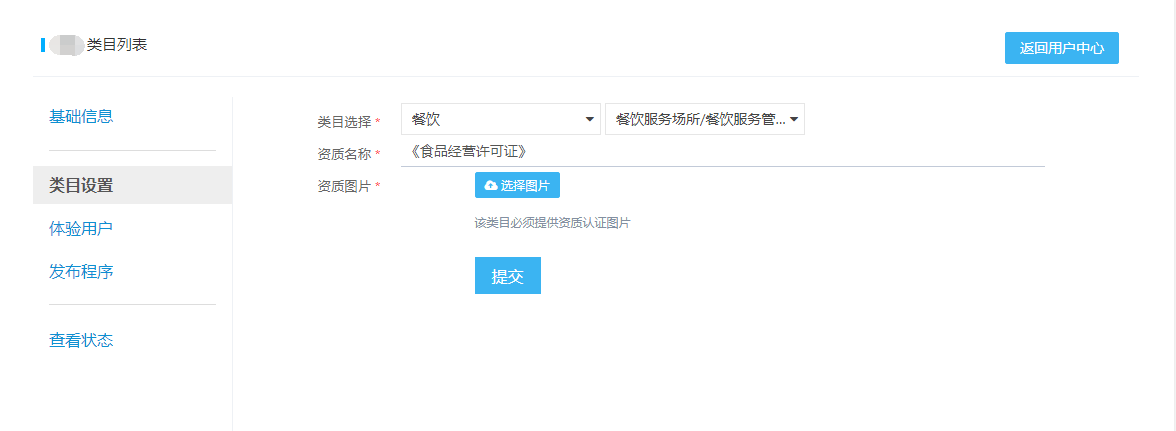 类目列表
返回用户中心
基础信息
类目设置
体验用户
发布程序
查看状态
类目选择 *
餐饮
餐饮服务场所/餐饮服务管...
资质名称 *
《食品经营许可证》
资质图片 *
选择图片
该类目必须提供资质认证图片
提交